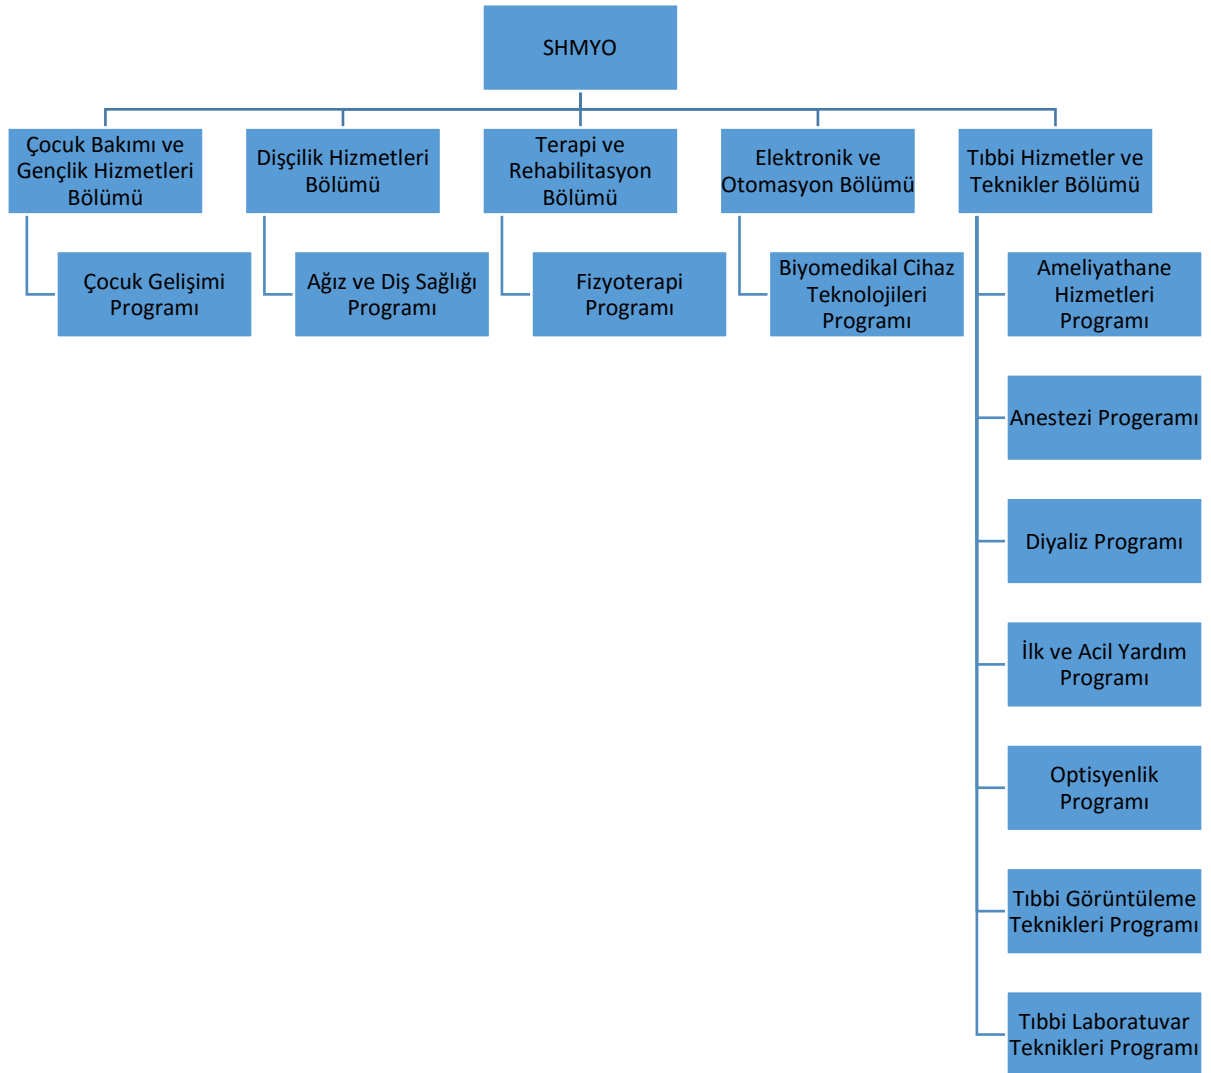 SHMYO
Çocuk Bakımı ve
Gençlik Hizmetleri
Bölümü
Dişçilik Hizmetleri
Bölümü
Terapi ve
Rehabilitasyon
Bölümü
Elektronik ve
Otomasyon Bölümü
Tıbbi Hizmetler ve
Teknikler Bölümü
Çocuk Gelişimi
Programı
Ağız ve Diş Sağlığı
Programı
Fizyoterapi
Programı
Biyomedikal Cihaz
Teknolojileri
Programı
Ameliyathane
Hizmetleri
Programı
Anestezi Progeramı
Diyaliz Programı
İlk ve Acil Yardım
Programı
Optisyenlik
Programı
Tıbbi Görüntüleme
Teknikleri Programı
Tıbbi Laboratuvar
Teknikleri Programı